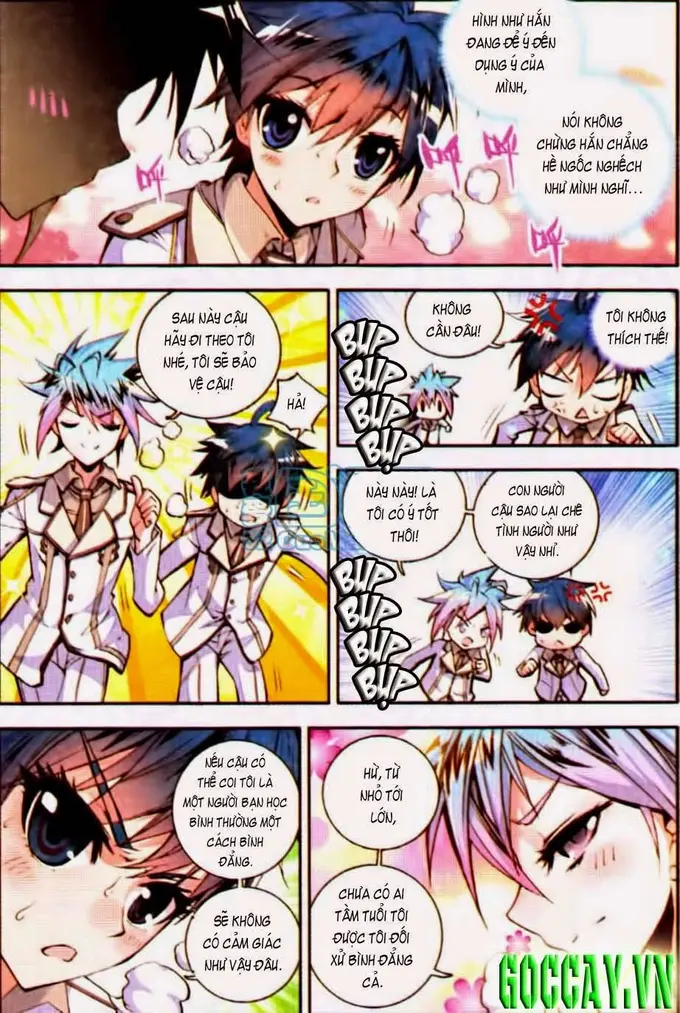 HÌNH NHƯ HẮN
ĐANG ĐỂ Ý ĐẾN
DỤNG Ý CỦA
MÌNH,
NÓI KHÔNG
CHỪNG HẮN CHẲNG
HỀ NGỐC NGHẾCH
NHƯ MÌNH NGHĨ...
SAU NÀY CẬU
HÃY ĐI THEO TÔI
NHÉ, TÔI SẼ BẢO
VỆ CẬU!
HẢ!
KHÔNG
CẦN ĐÂU!
TÔI KHÔNG
THÍCH THẾ!
BỤP
BỤP
BỤP
BỤP
NÀY NÀY! LÀ
TÔI CÓ Ý TỐT
THÔI!
CON NGƯỜI
CẬU SAO LẠI CHÊ
TÌNH NGƯỜI NHƯ
VẬY NHỈ.
BỤP
BỤP
BỤP
BỤP
NẾU CẬU CÓ
THỂ COI TÔI LÀ
MỘT NGƯỜI BẠN HỌC
BÌNH THƯỜNG MỘT
CÁCH BÌNH
ĐẲNG.
SẼ KHÔNG
CÓ CẢM GIÁC
NHƯ VẬY ĐÂU.
HỪ, TỪ
NHỎ TỚI
LỚN,
CHƯA CÓ AI
TẦM TUỔI TÔI
ĐƯỢC TÔI ĐỐI
XỬ BÌNH ĐẲNG
CẢ.
GOCCAY.VN